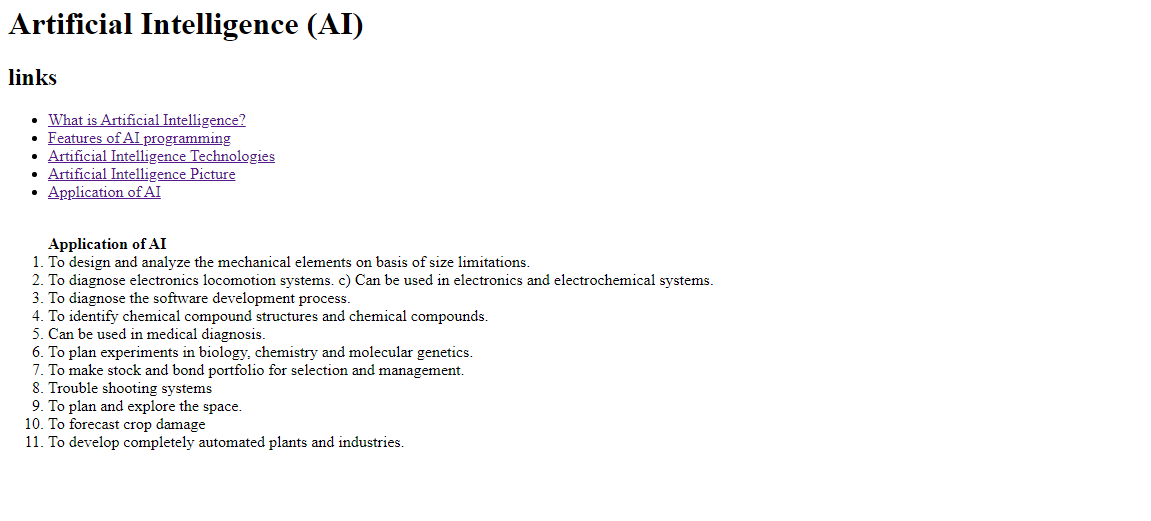 Artificial Intelligence (AI)
links
• What is Artificial Intelligence?
• Features of AI programming
• Artificial Intelligence Technologies
• Artificial Intelligence Picture
• Application of AI
Application of AI
1. To design and analyze the mechanical elements on basis of size limitations.
2. To diagnose electronics locomotion systems. c) Can be used in electronics and electrochemical systems.
3. To diagnose the software development process.
4. To identify chemical compound structures and chemical compounds.
5. Can be used in medical diagnosis.
6. To plan experiments in biology, chemistry and molecular genetics.
7. To make stock and bond portfolio for selection and management.
8. Trouble shooting systems
9. To plan and explore the space.
10. To forecast crop damage
11. To develop completely automated plants and industries.